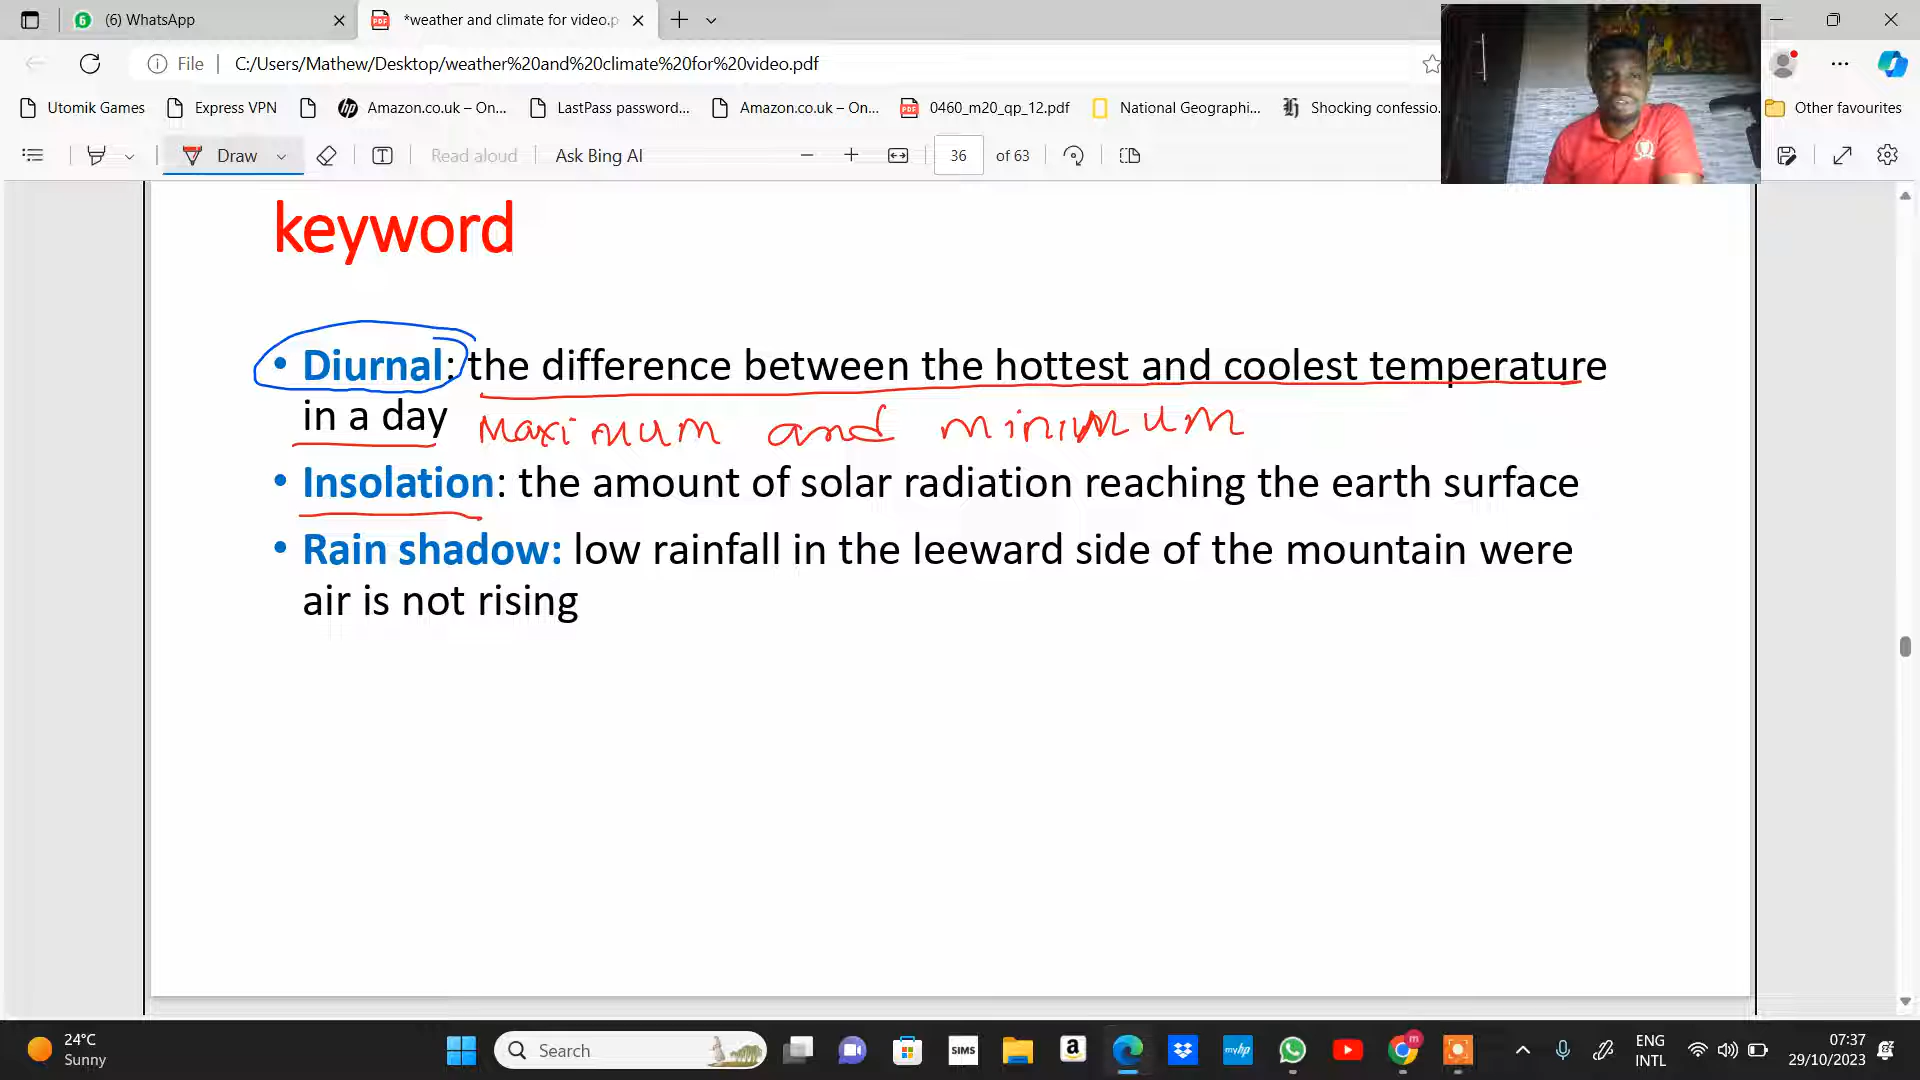 (6) WhatsApp
*weather and climate for video.p
File
C:/Users/Mathew/Desktop/weather%20and%20climate%20for%20video.pdf
Utomik Games
Express VPN
Amazon.co.uk – On...
LastPass password...
Amazon.co.uk – On...
0460_m20_qp_12.pdf
National Geographi...
Shocking confessio.
Other favourites
Draw
Read aloud
Ask Bing AI
36 of 63
keyword
• Diurnal: the difference between the hottest and coolest temperature
in a day
Maximum and minimum
• Insolation: the amount of solar radiation reaching the earth surface
• Rain shadow: low rainfall in the leeward side of the mountain were
air is not rising
24°C
Sunny
Search
SIMS
a
myhp
m
ENG
INTL
07:37
29/10/2023